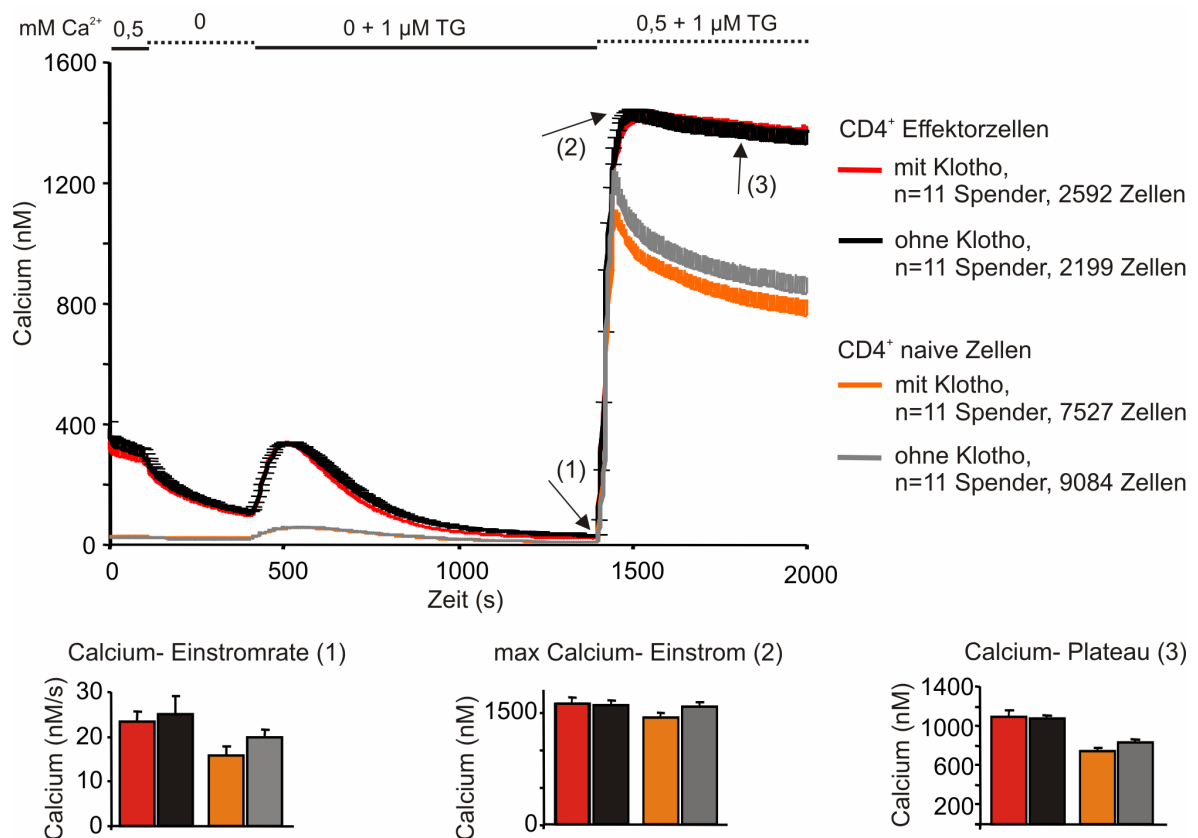 mM Ca²⁺ 0,5 0 0 + 1 µM TG 0,5 + 1 µM TG
1600
1200
800
400
0
Calcium (nM)
0 500 1000 1500 2000
Zeit (s)
(1)
(2)
(3)
CD4⁺ Effektorzellen
mit Klotho,
n=11 Spender, 2592 Zellen
ohne Klotho,
n=11 Spender, 2199 Zellen
CD4⁺ naive Zellen
mit Klotho,
n=11 Spender, 7527 Zellen
ohne Klotho,
n=11 Spender, 9084 Zellen
Calcium- Einstromrate (1)
Calcium (nM/s)
30
20
10
0
max Calcium- Einstrom (2)
Calcium (nM)
1500
0
Calcium- Plateau (3)
Calcium (nM)
1400
1000
600
200
0